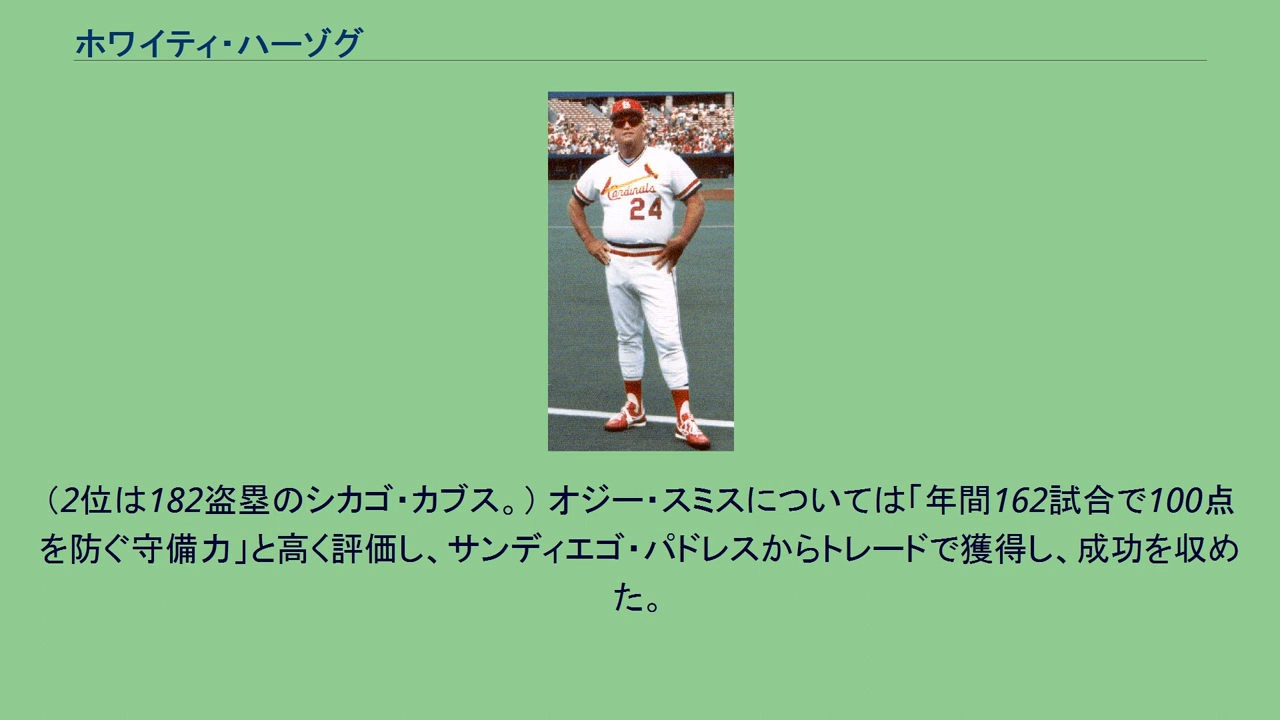 ホワイティ・ハーゾグ
Cardinals
24
（2位は182盗塁のシカゴ・カブス。）オジー・スミスについては「年間162試合で100点
を防ぐ守備力」と高く評価し、サンディエゴ・パドレスからトレードで獲得し、成功を収め
た。